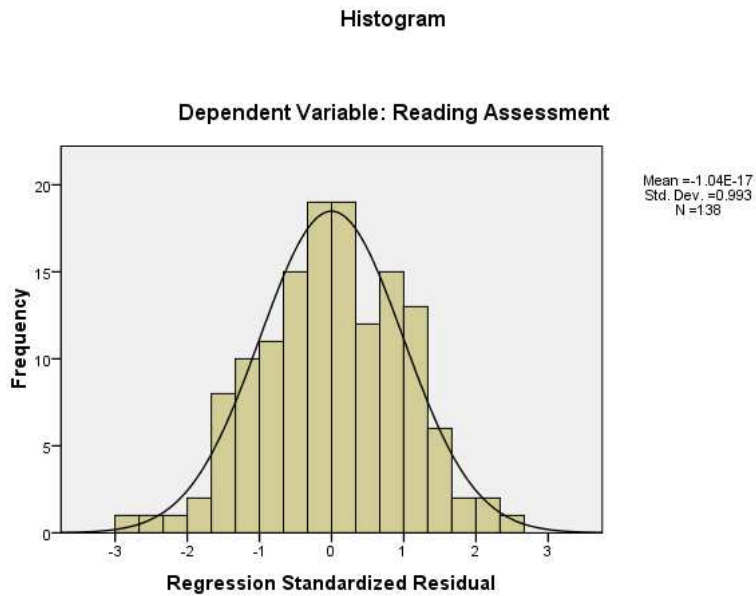 Histogram
Dependent Variable: Reading Assessment
Mean =-1.04E-17
Std. Dev. =0.993
N =138
Frequency
20
15
10
5
0
-3 -2 -1 0 1 2 3
Regression Standardized Residual